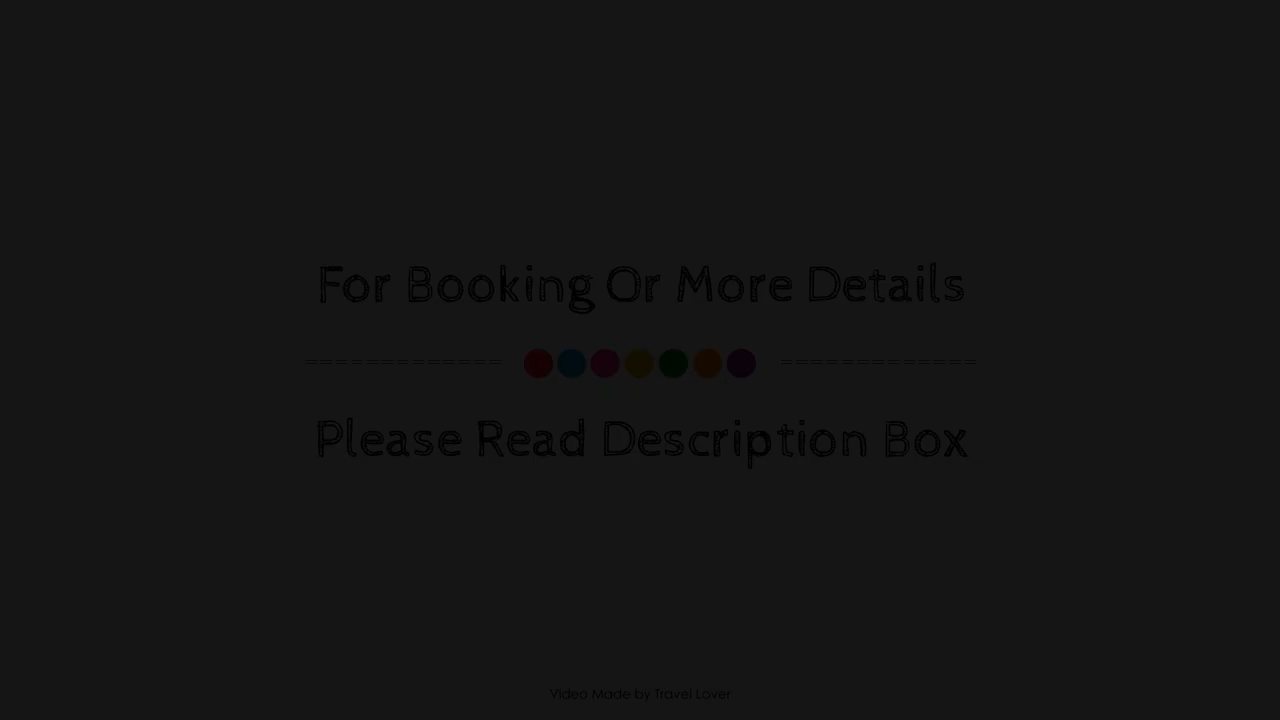 For Booking Or More Details
============= =============
Please Read Description Box
Video Made by Travel Lover